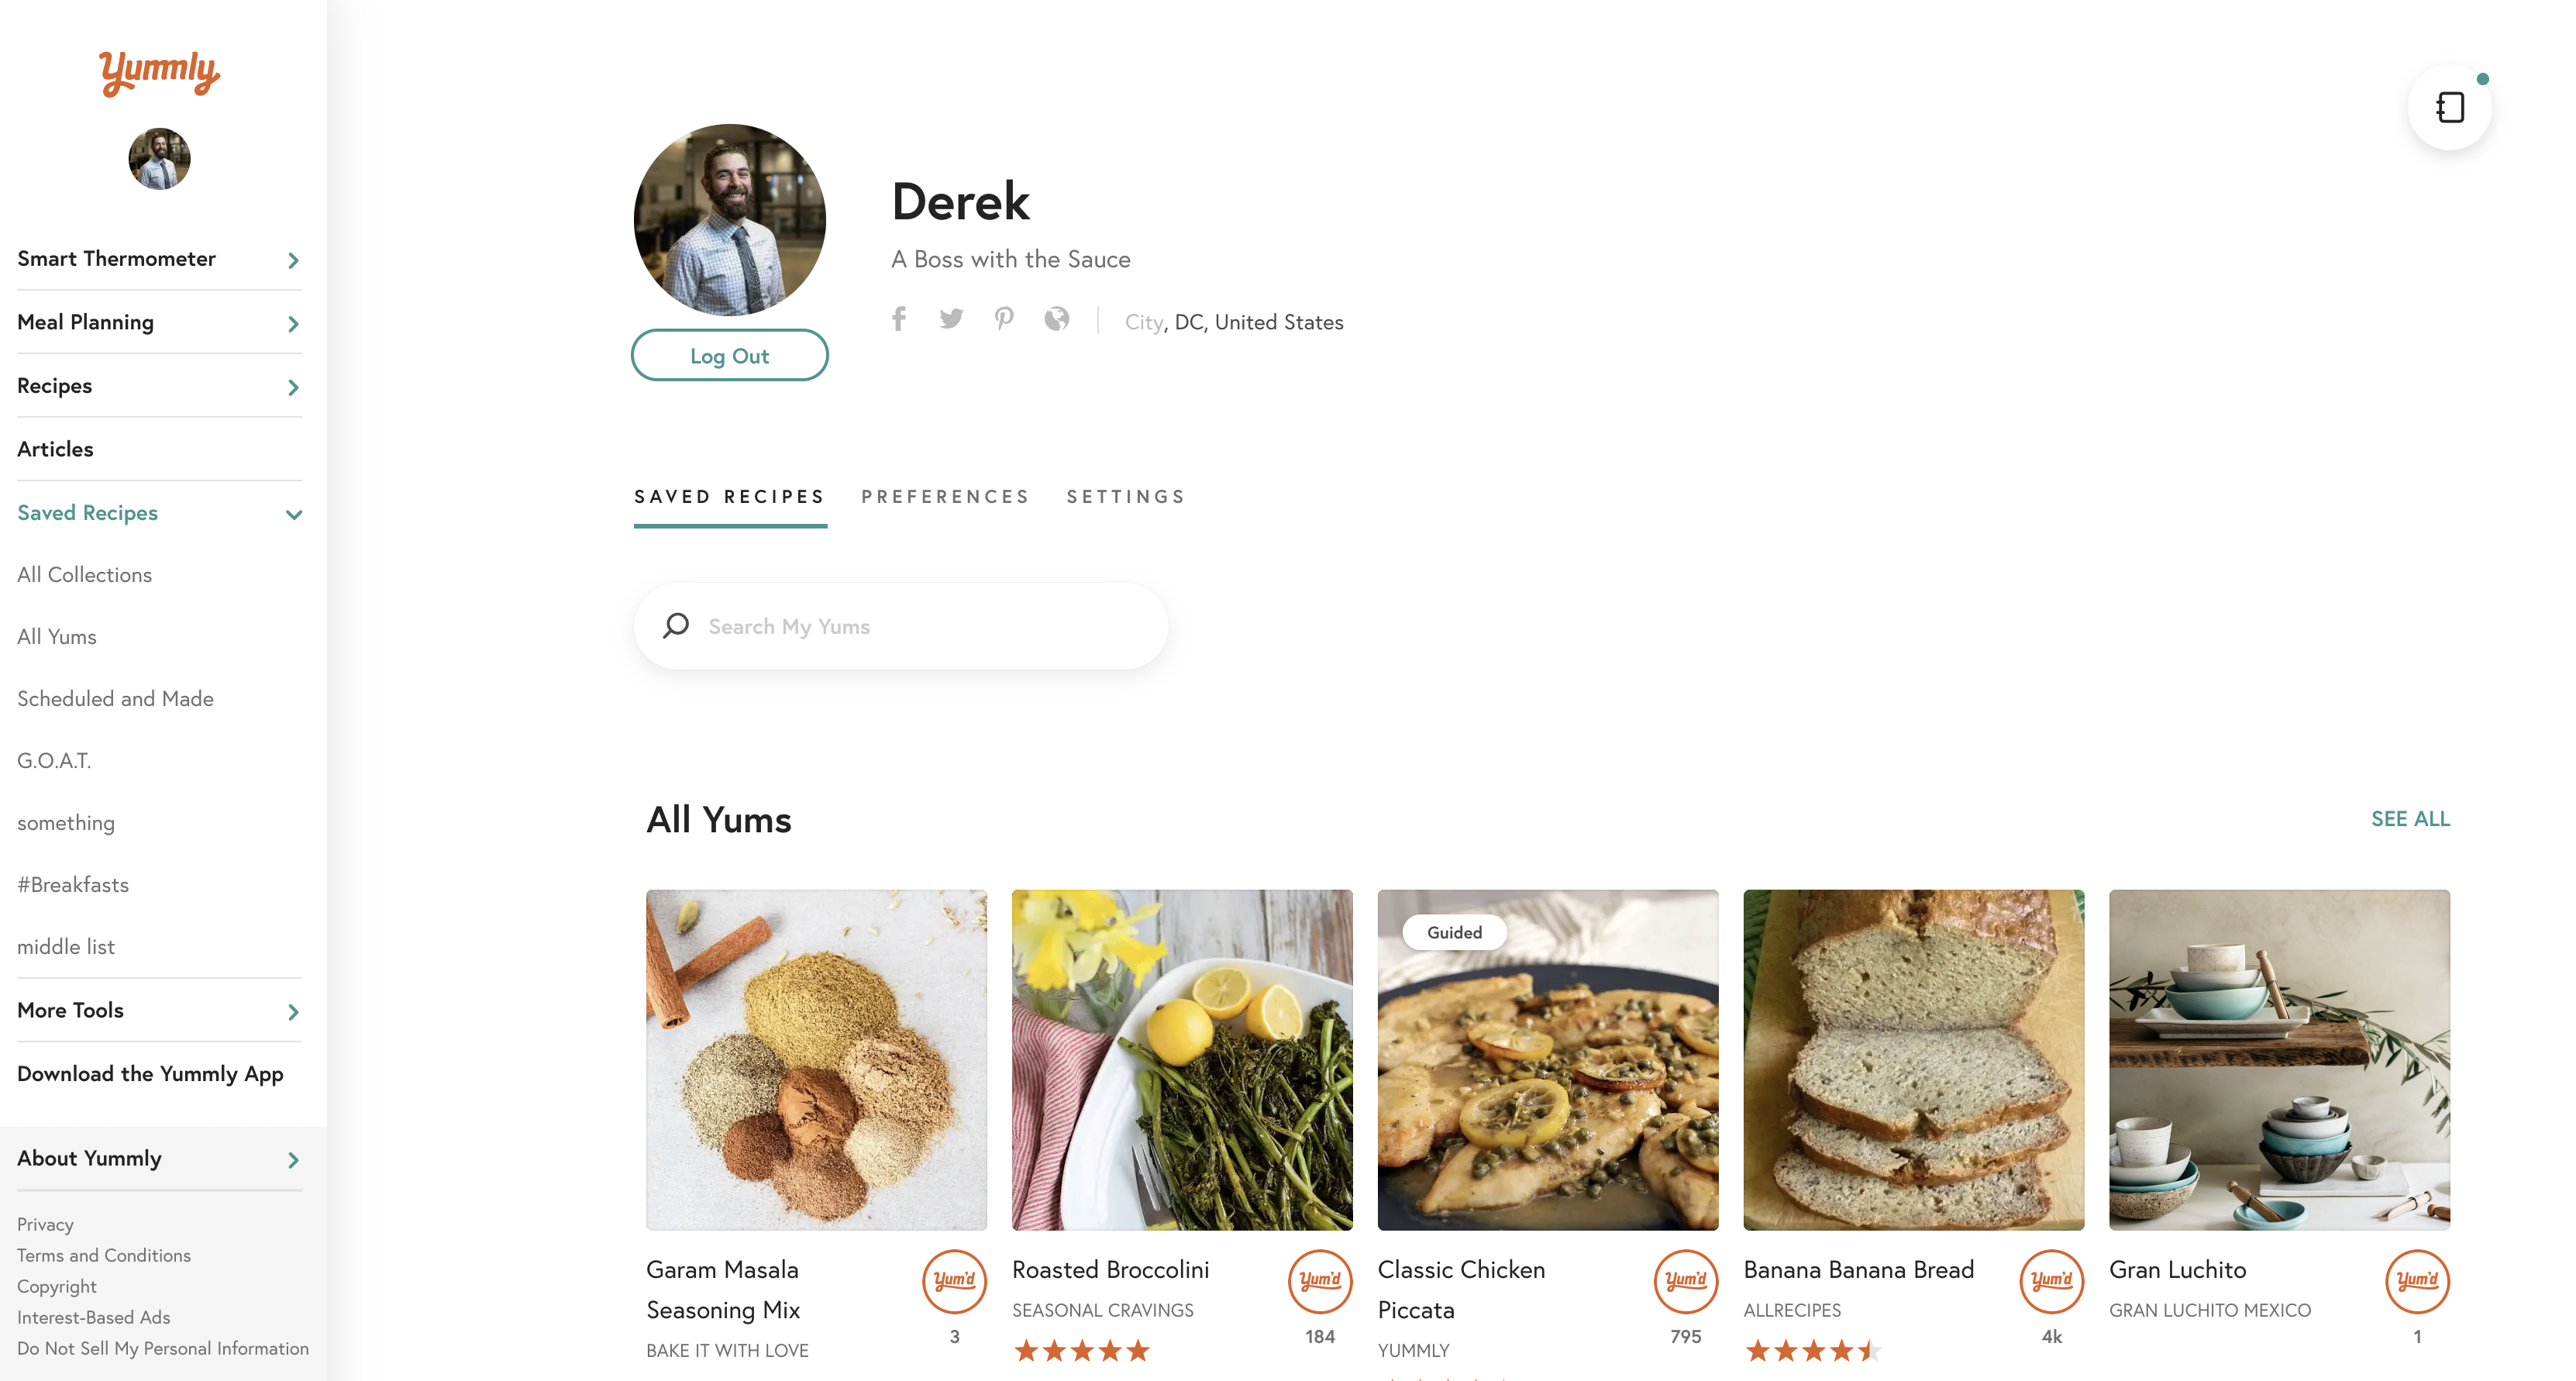 Yummly
Smart Thermometer
Meal Planning
Recipes
Articles
Saved Recipes
All Collections
All Yums
Scheduled and Made
G.O.A.T.
something
#Breakfasts
middle list
More Tools
Download the Yummly App
About Yummly
Privacy
Terms and Conditions
Copyright
Interest-Based Ads
Do Not Sell My Personal Information
Derek
A Boss with the Sauce
City, DC, United States
Log Out
SAVED RECIPES PREFERENCES SETTINGS
Search My Yums
All Yums
SEE ALL
Guided
Garam Masala
Seasoning Mix
BAKE IT WITH LOVE
Yum'd
3
Roasted Broccolini
SEASONAL CRAVINGS
Yum'd
184
Classic Chicken
Piccata
YUMMLY
Yum'd
795
Banana Banana Bread
ALLRECIPES
Yum'd
4k
Gran Luchito
GRAN LUCHITO MEXICO
Yum'd
1